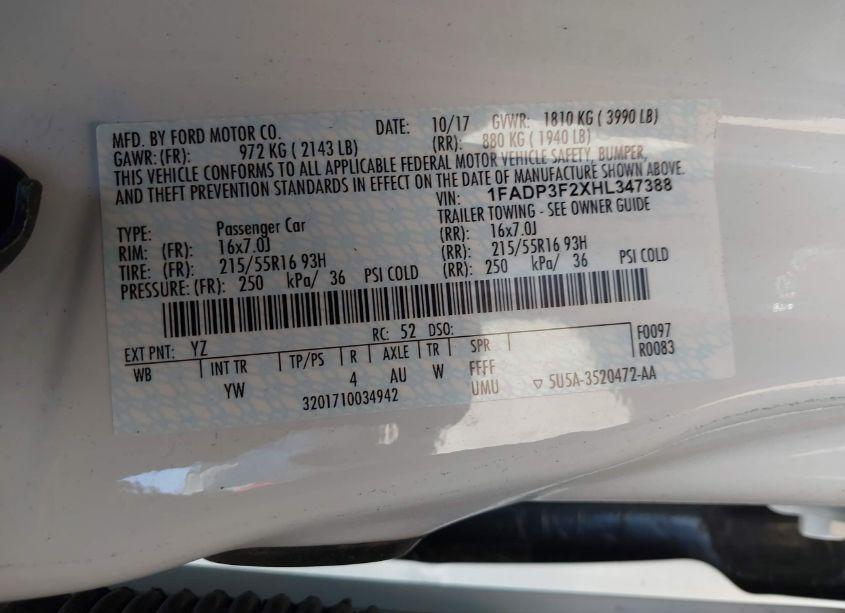 MFD. BY FORD MOTOR CO. DATE: 10/17 GVWR: 1810 KG ( 3990 LB)
GAWR: (FR): 972 KG ( 2143 LB) (RR): 880 KG ( 1940 LB)
THIS VEHICLE CONFORMS TO ALL APPLICABLE FEDERAL MOTOR VEHICLE SAFETY, BUMPER,
AND THEFT PREVENTION STANDARDS IN EFFECT ON THE DATE OF MANUFACTURE SHOWN ABOVE.
VIN: 1FADP3F2XHL347388
TYPE: Passenger Car TRAILER TOWING - SEE OWNER GUIDE
RIM: (FR): 16x7.0J (RR): 16x7.0J
TIRE: (FR): 215/55R16 93H (RR): 215/55R16 93H
PRESSURE: (FR): 250 kPa/ 36 PSI COLD (RR): 250 kPa/ 36 PSI COLD
EXT PNT: YZ RC: 52 DSO: F0097
WB INT TR TP/PS R AXLE TR SPR R0083
YW 4 AU W FFFF
UMU
3201710034942 ▽ 5U5A-3520472-AA